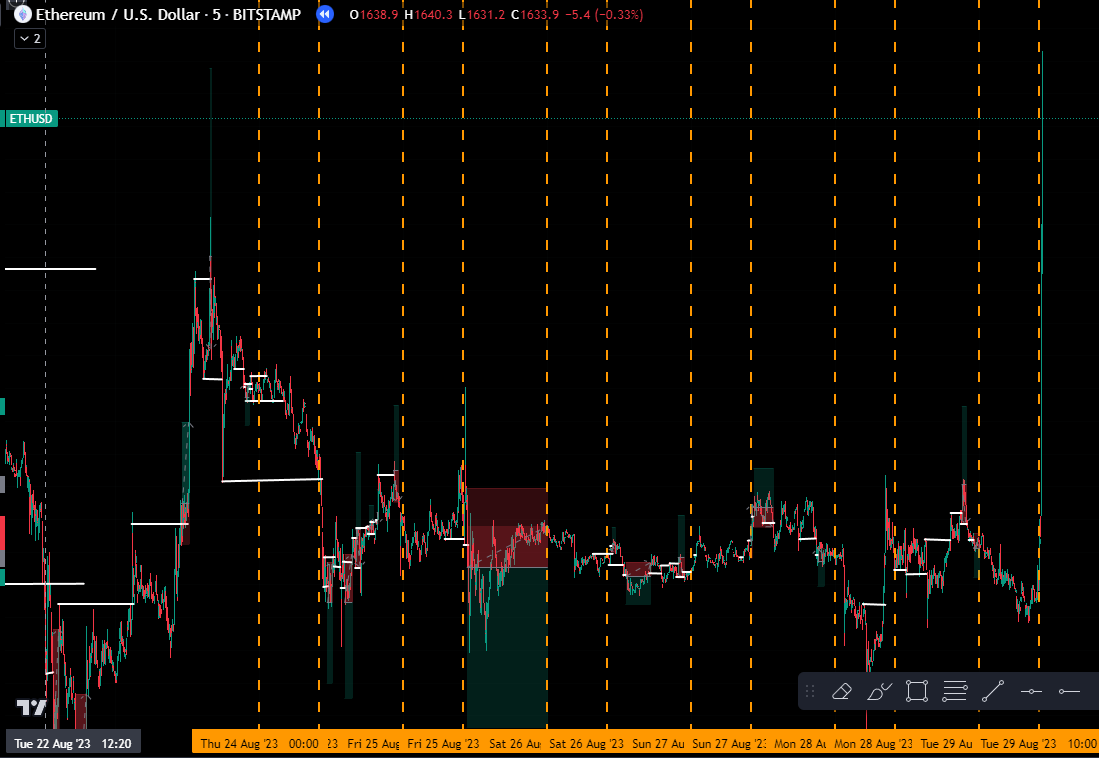 Ethereum / U.S. Dollar · 5 · BITSTAMP O1638.9 H1640.3 L1631.2 C1633.9 −5.4 (−0.33%)
2
ETHUSD
Tue 22 Aug '23 12:20 Thu 24 Aug '23 00:00 '23 Fri 25 Aug Fri 25 Aug '23 Sat 26 Au Sat 26 Aug '23 Sun 27 Au Sun 27 Aug '23 Mon 28 Au Mon 28 Aug '23 Tue 29 Au Tue 29 Aug '23 10:00